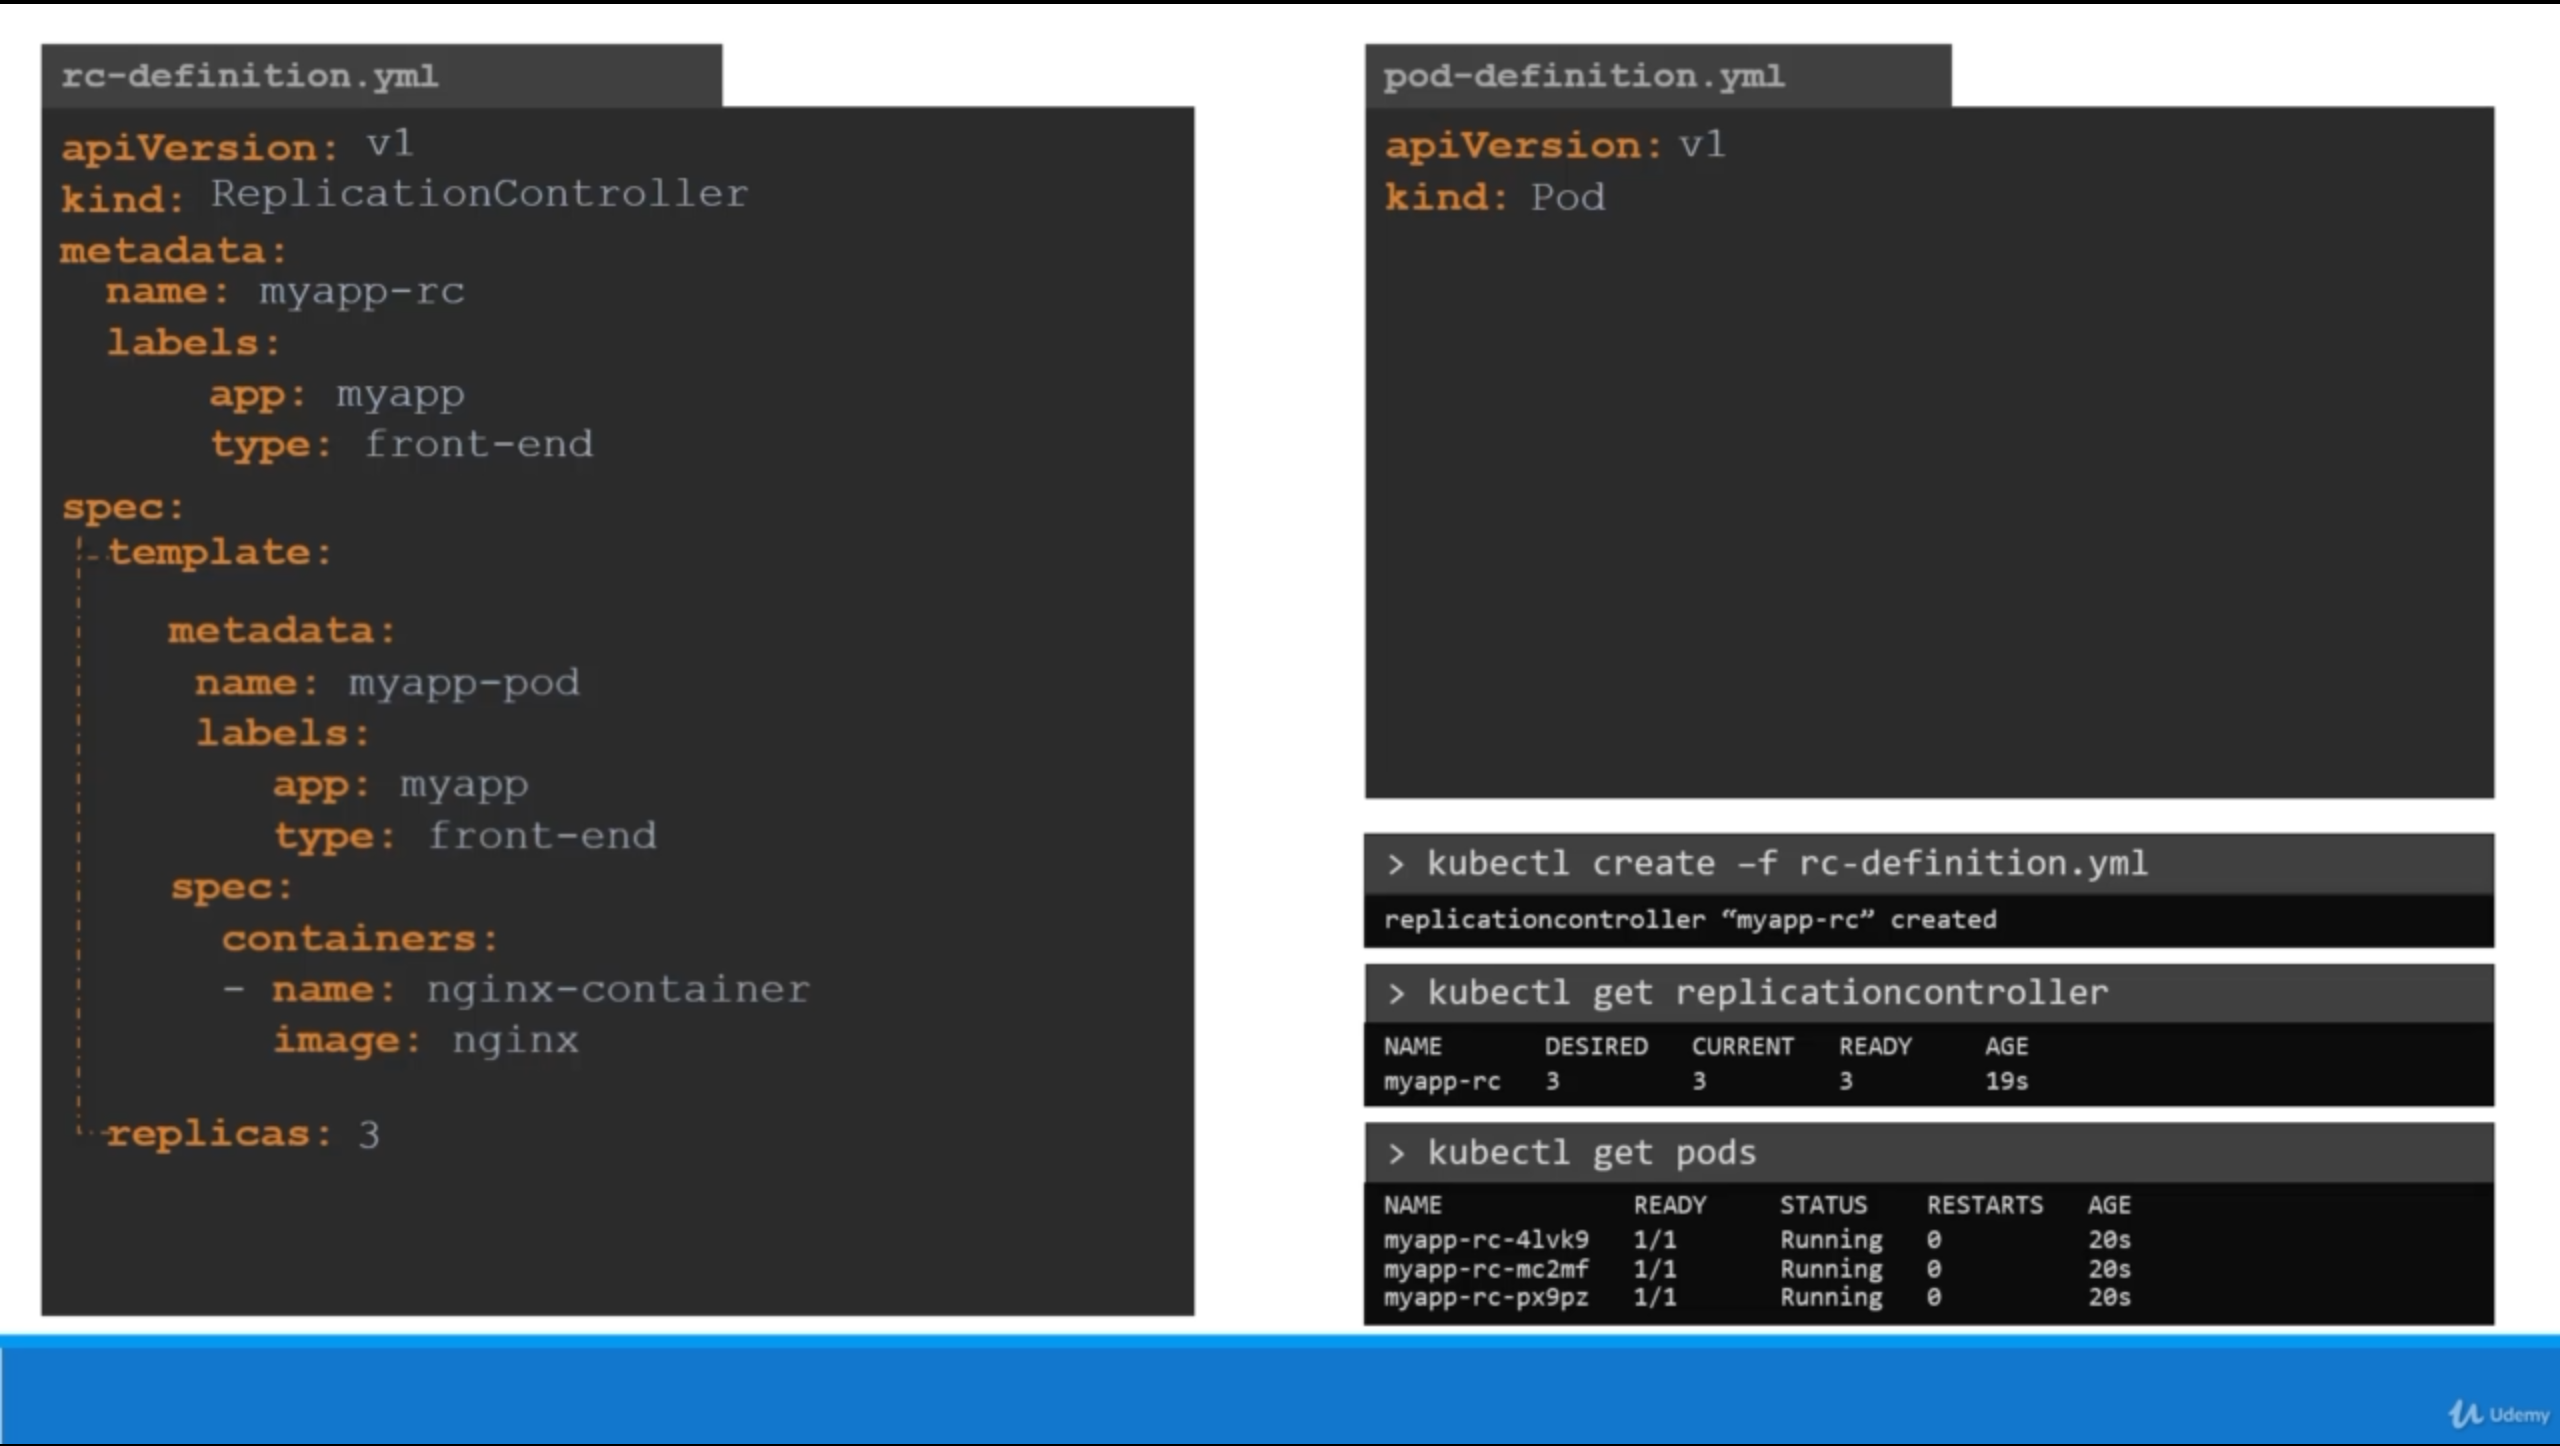 rc-definition.yml
apiVersion: v1
kind: ReplicationController
metadata:
name: myapp-rc
labels:
app: myapp
type: front-end
spec:
template:
metadata:
name: myapp-pod
labels:
app: myapp
type: front-end
spec:
containers:
- name: nginx-container
image: nginx
replicas: 3
pod-definition.yml
apiVersion: v1
kind: Pod
> kubectl create –f rc-definition.yml
replicationcontroller “myapp-rc” created
> kubectl get replicationcontroller
NAME DESIRED CURRENT READY AGE
myapp-rc 3 3 3 19s
> kubectl get pods
NAME READY STATUS RESTARTS AGE
myapp-rc-4lvk9 1/1 Running 0 20s
myapp-rc-mc2mf 1/1 Running 0 20s
myapp-rc-px9pz 1/1 Running 0 20s
Udemy